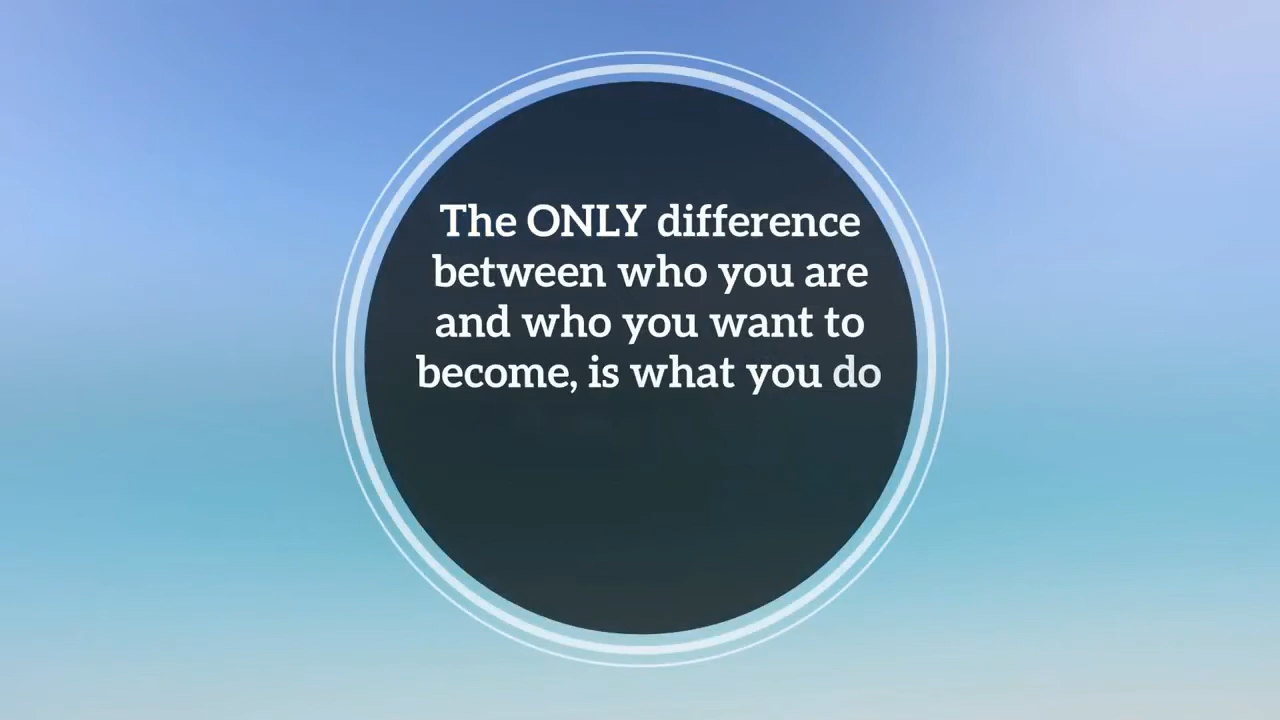 The ONLY difference
between who you are
and who you want to
become, is what you do